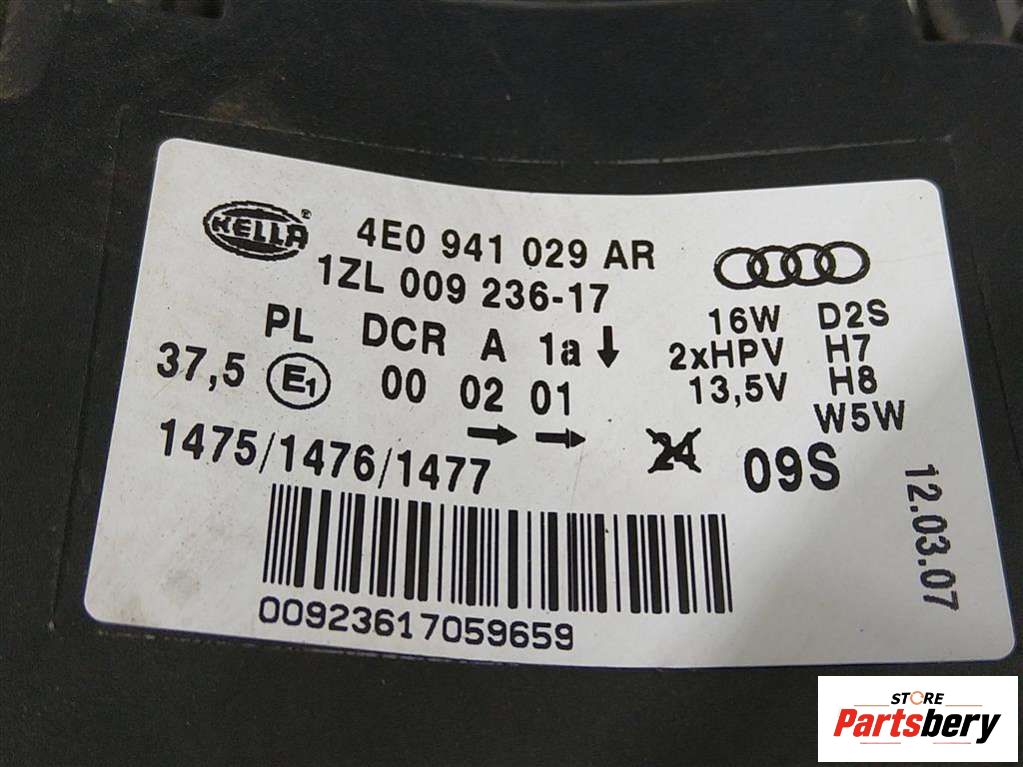 HELLA ® 4E0 941 029 AR
1ZL 009 236-17
PL DCR A 1a
37,5 E1 00 02 01
16W D2S
2xHPV H7
13,5V H8
W5W
1475/1476/1477
24 09S
12.03.07
00923617059659
STORE
Partsbery